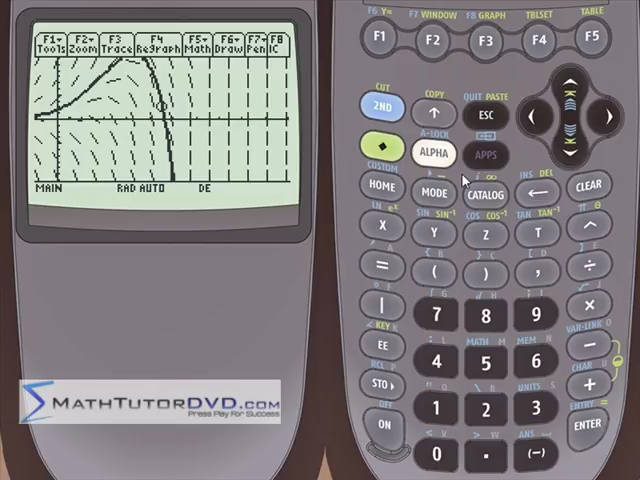 F1▾ F2▾ F3 F4 F5▾ F6▾ F7▾ F8
Tools Zoom Trace ReGraph Math Draw Pen IC
MAIN RAD AUTO DE
MATHTUTORDVD.COM
Press Play For Success
F6 Y= F7 WINDOW F8 GRAPH TBLSET TABLE
F1 F2 F3 F4 F5
CUT COPY QUIT PASTE
2ND ↑ ESC
A-LOCK
◆ ALPHA APPS
CUSTOM INS DEL
HOME MODE CATALOG ← CLEAR
LN eˣ SIN SIN⁻¹ COS COS⁻¹ TAN TAN⁻¹ π θ
X Y Z T ^
A { B } C [ D ] E
= ( ) , ÷
| 7 8 9 ×
∠ KEY K : L MATH M MEM N VAR-LINK O
EE 4 5 6 −
RCL P \ R UNITS S CHAR
STO▸ 1 2 3 +
OFF < V > W ANS ENTRY
ON 0 . (−) ENTER